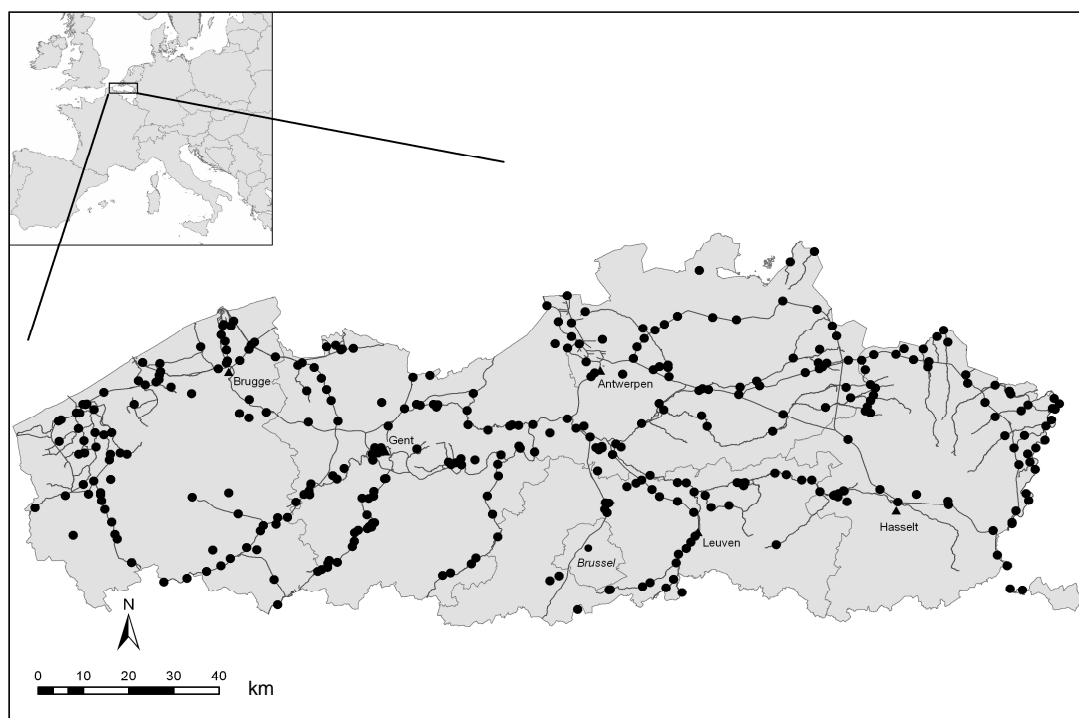 Brugge
Antwerpen
Gent
Hasselt
Leuven
Brussel
N
0 10 20 30 40 km